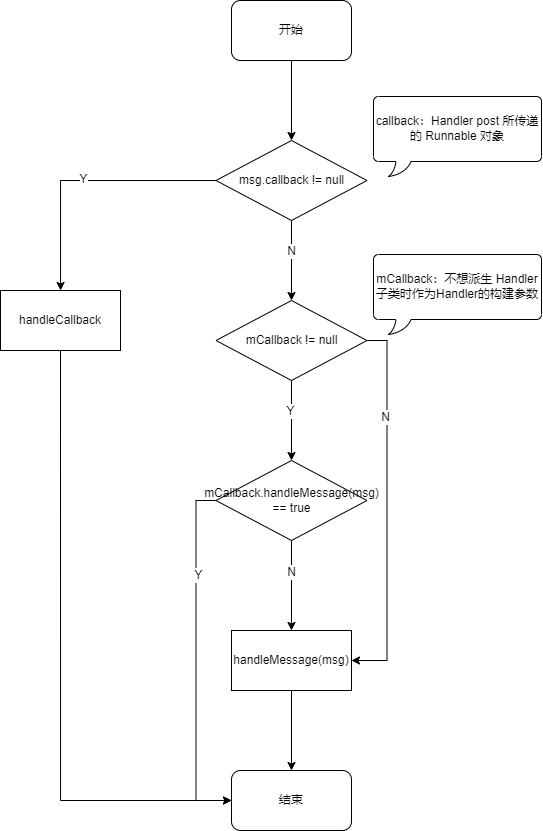 开始
callback：Handler post 所传递
的 Runnable 对象
msg.callback != null
Y
N
mCallback：不想派生 Handler
子类时作为Handler的构建参数
handleCallback
mCallback != null
N
Y
mCallback.handleMessage(msg)
== true
Y
N
handleMessage(msg)
结束